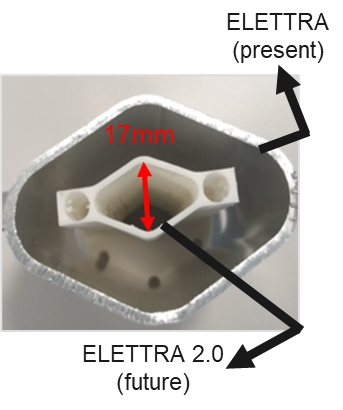 ELETTRA
(present)
17mm
ELETTRA 2.0
(future)